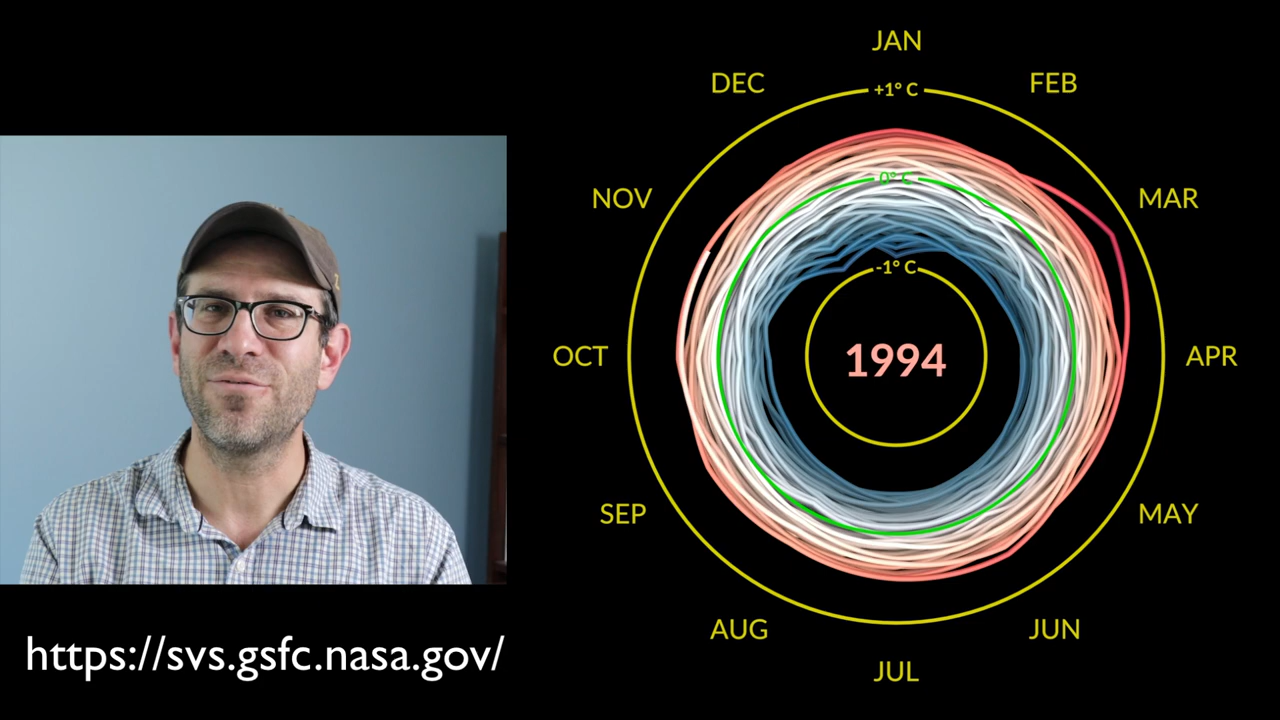 JAN
DEC
FEB
+1° C
NOV
0° C
MAR
-1° C
OCT
1994
APR
SEP
MAY
AUG
JUN
JUL
https://svs.gsfc.nasa.gov/